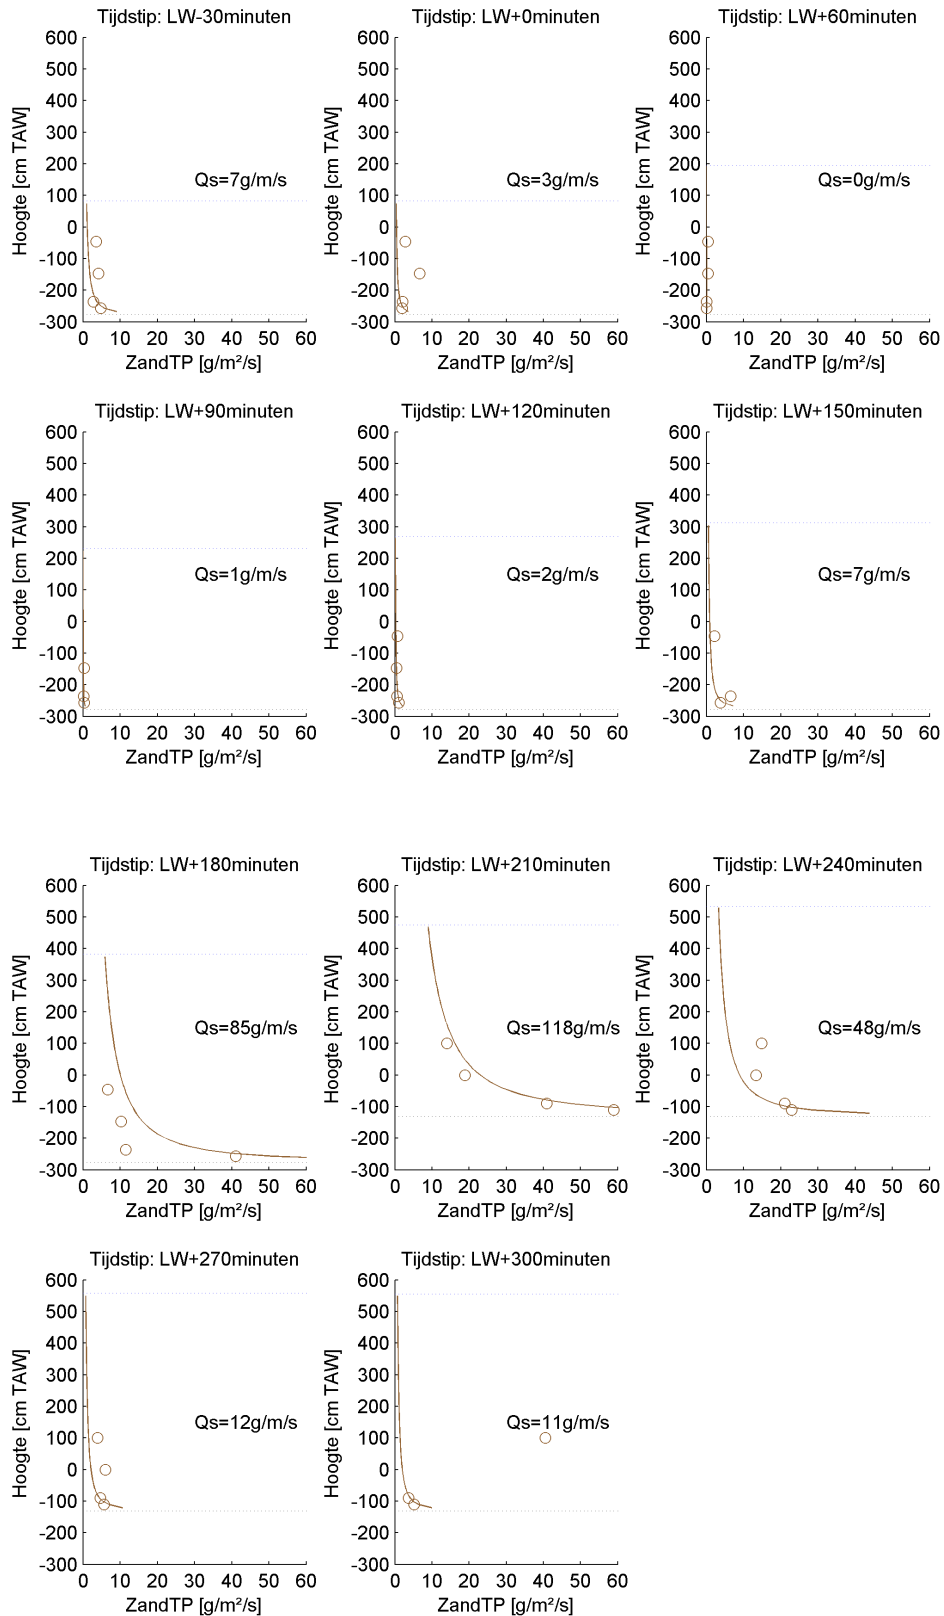 Tijdstip: LW-30minuten
600
500
400
300
200
100
0
-100
-200
-300
Hoogte [cm TAW]
Qs=7g/m/s
0 10 20 30 40 50 60
ZandTP [g/m²/s]
Tijdstip: LW+0minuten
600
500
400
300
200
100
0
-100
-200
-300
Hoogte [cm TAW]
Qs=3g/m/s
0 10 20 30 40 50 60
ZandTP [g/m²/s]
Tijdstip: LW+60minuten
600
500
400
300
200
100
0
-100
-200
-300
Hoogte [cm TAW]
Qs=0g/m/s
0 10 20 30 40 50 60
ZandTP [g/m²/s]
Tijdstip: LW+90minuten
600
500
400
300
200
100
0
-100
-200
-300
Hoogte [cm TAW]
Qs=1g/m/s
0 10 20 30 40 50 60
ZandTP [g/m²/s]
Tijdstip: LW+120minuten
600
500
400
300
200
100
0
-100
-200
-300
Hoogte [cm TAW]
Qs=2g/m/s
0 10 20 30 40 50 60
ZandTP [g/m²/s]
Tijdstip: LW+150minuten
600
500
400
300
200
100
0
-100
-200
-300
Hoogte [cm TAW]
Qs=7g/m/s
0 10 20 30 40 50 60
ZandTP [g/m²/s]
Tijdstip: LW+180minuten
600
500
400
300
200
100
0
-100
-200
-300
Hoogte [cm TAW]
Qs=85g/m/s
0 10 20 30 40 50 60
ZandTP [g/m²/s]
Tijdstip: LW+210minuten
600
500
400
300
200
100
0
-100
-200
-300
Hoogte [cm TAW]
Qs=118g/m/s
0 10 20 30 40 50 60
ZandTP [g/m²/s]
Tijdstip: LW+240minuten
600
500
400
300
200
100
0
-100
-200
-300
Hoogte [cm TAW]
Qs=48g/m/s
0 10 20 30 40 50 60
ZandTP [g/m²/s]
Tijdstip: LW+270minuten
600
500
400
300
200
100
0
-100
-200
-300
Hoogte [cm TAW]
Qs=12g/m/s
0 10 20 30 40 50 60
ZandTP [g/m²/s]
Tijdstip: LW+300minuten
600
500
400
300
200
100
0
-100
-200
-300
Hoogte [cm TAW]
Qs=11g/m/s
0 10 20 30 40 50 60
ZandTP [g/m²/s]